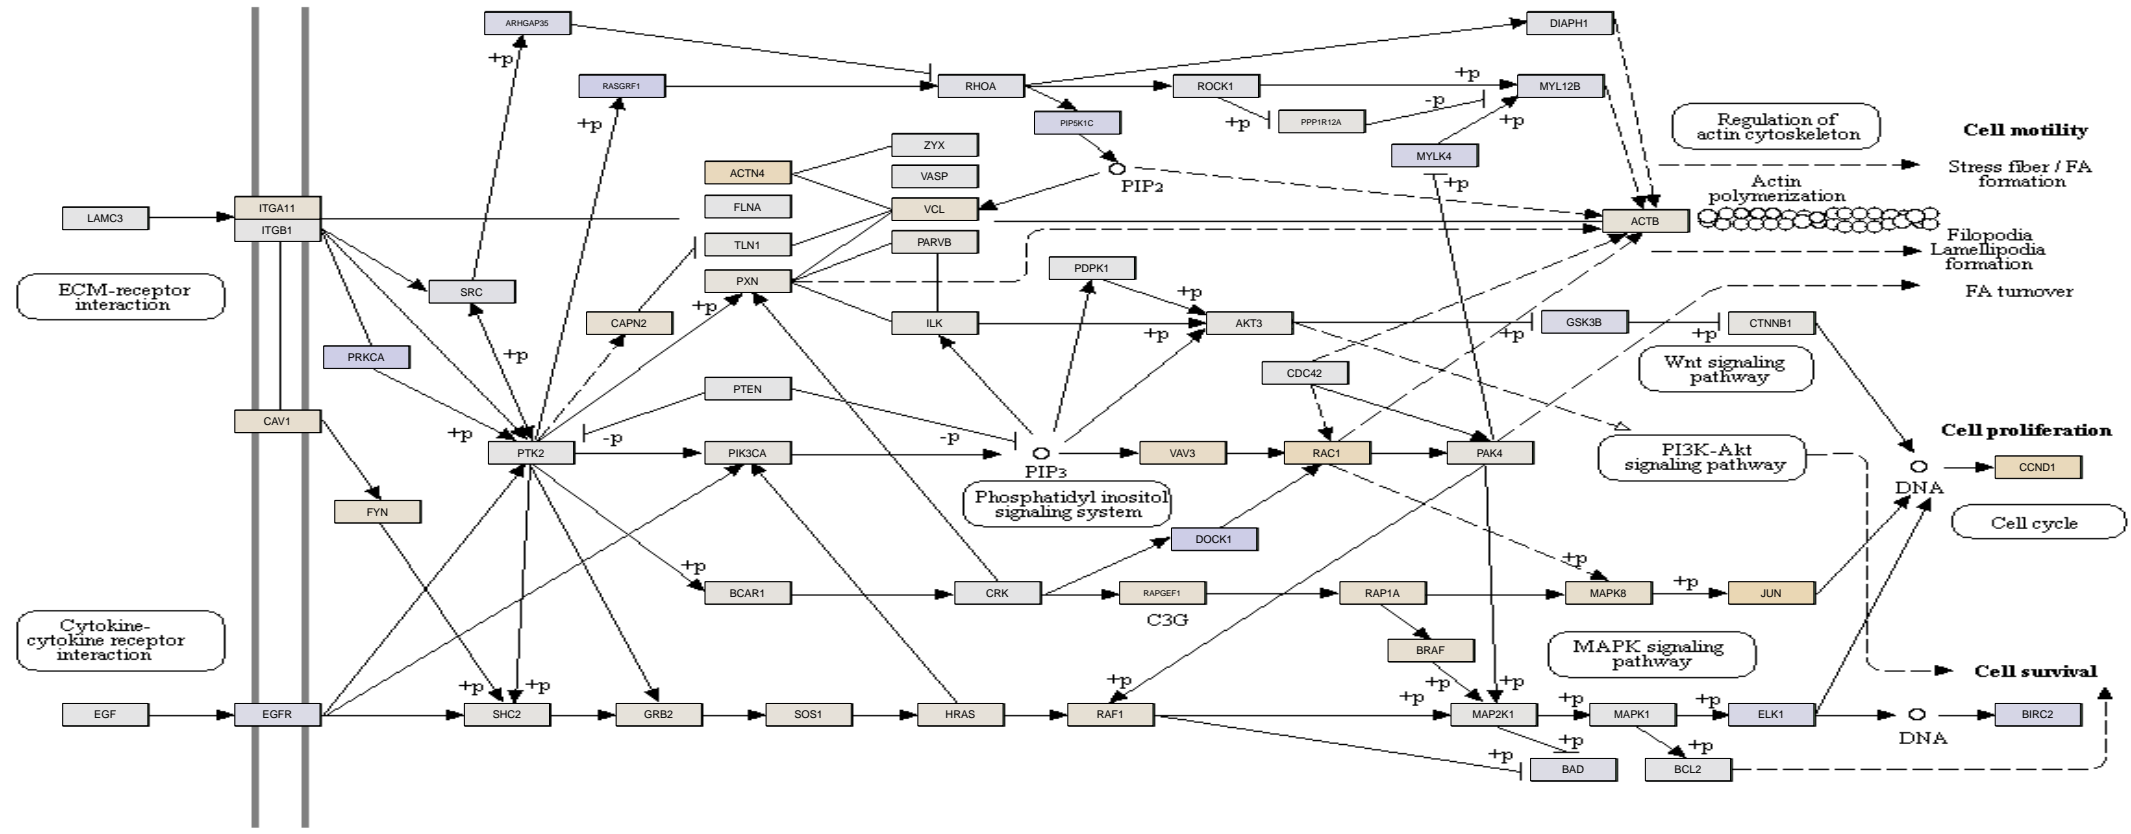 ARHGAP35
DIAPH1
+p
RASGRF1
RHOA
ROCK1
+p
MYL12B
+p
PIP5K1C
+p
PPP1R12A
-p
+p
Regulation of
actin cytoskeleton
Cell motility
ZYX
MYLK4
ACTN4
VASP
PIP2
+p
Stress fiber / FA
formation
Actin
polymerization
LAMC3
ITGA11
ITGB1
FLNA
VCL
ACTB
TLN1
PARVB
Filopodia
Lamellipodia
formation
PDPK1
ECM-receptor
interaction
SRC
PXN
+p
+p
FA turnover
CAPN2
ILK
+p
AKT3
+p
GSK3B
+p
CTNNB1
PRKCA
+p
Wnt signaling
pathway
PTEN
CDC42
CAV1
+p
-p
-p
Cell proliferation
PTK2
PIK3CA
PIP3
VAV3
RAC1
PAK4
PI3K-Akt
signaling pathway
CCND1
DNA
Phosphatidyl inositol
signaling system
FYN
Cell cycle
DOCK1
+p
+p
+p
BCAR1
CRK
RAPGEF1
C3G
RAP1A
MAPK8
JUN
Cytokine-
cytokine receptor
interaction
BRAF
MAPK signaling
pathway
Cell survival
+p
+p
+p
+p
+p
+p
+p
+p
EGF
EGFR
SHC2
GRB2
SOS1
HRAS
RAF1
MAP2K1
MAPK1
ELK1
DNA
BIRC2
+p
+p
+p
BAD
BCL2